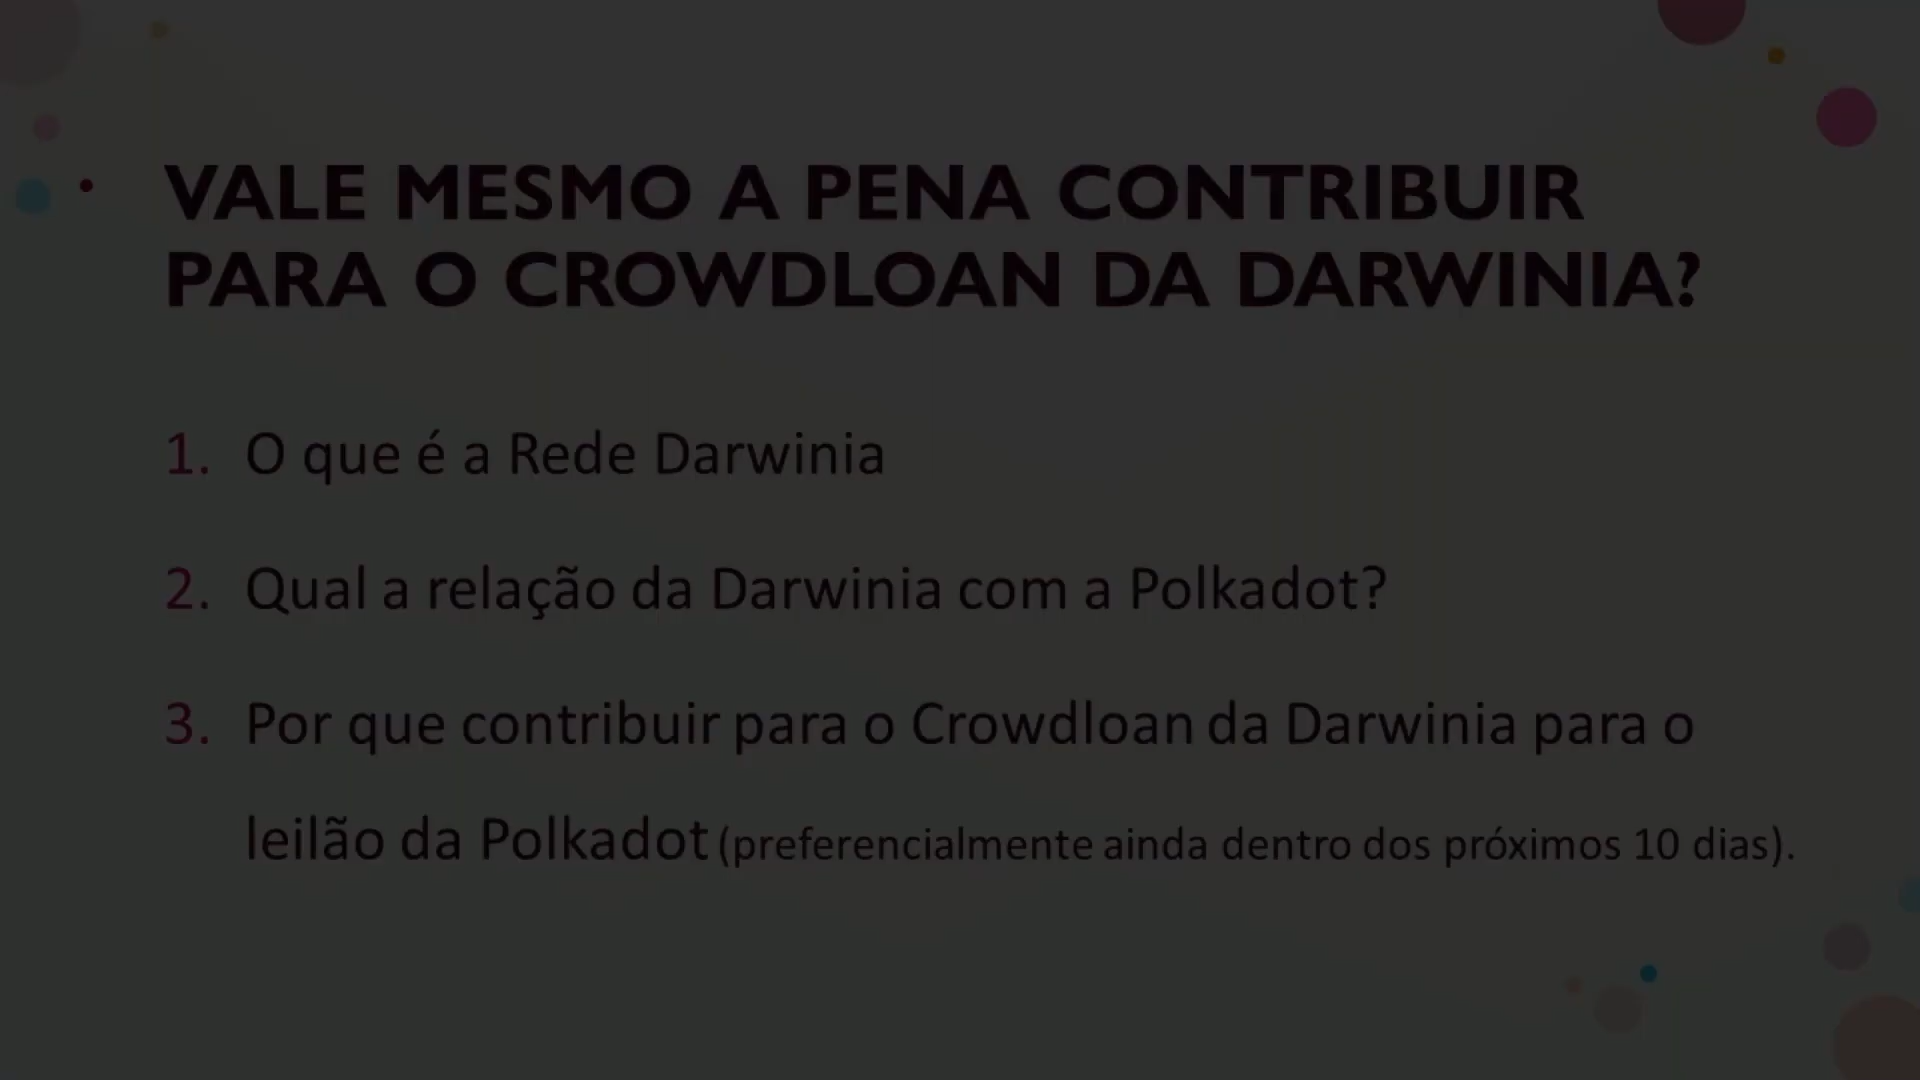 VALE MESMO A PENA CONTRIBUIR
PARA O CROWDLOAN DA DARWINIA?
1. O que é a Rede Darwinia
2. Qual a relação da Darwinia com a Polkadot?
3. Por que contribuir para o Crowdloan da Darwinia para o
leilão da Polkadot (preferencialmente ainda dentro dos próximos 10 dias).